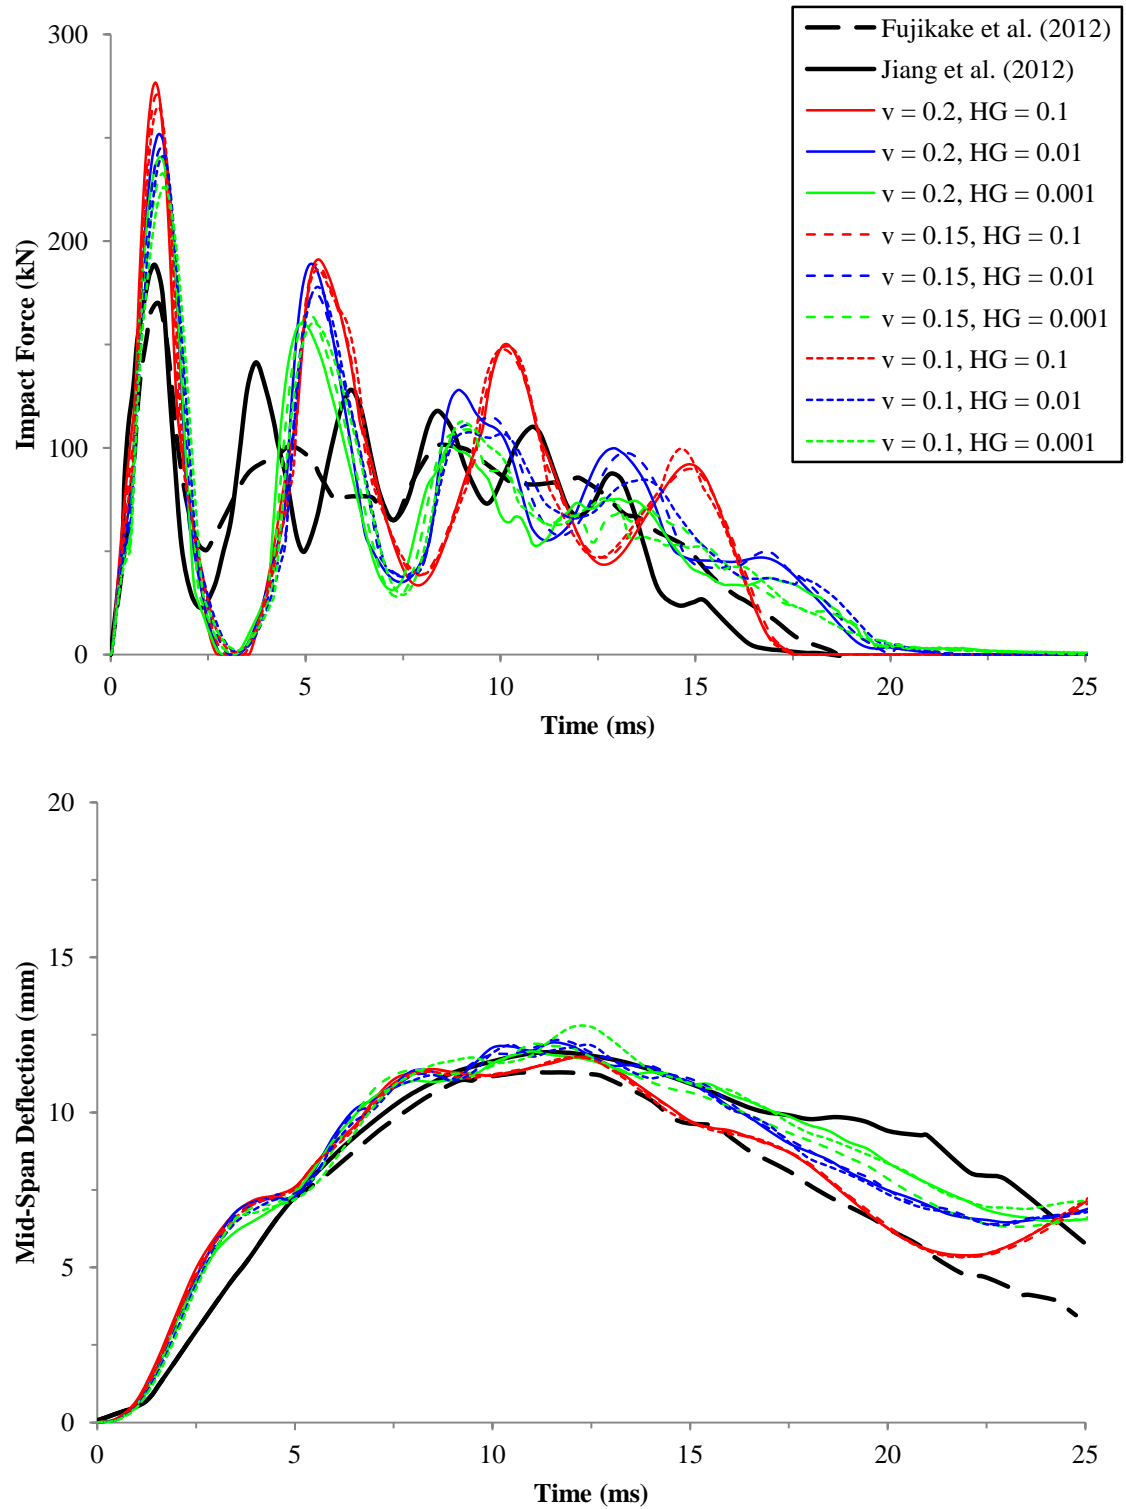 300
200
100
0
Impact Force (kN)
0 5 10 15 20 25
Time (ms)
Fujikake et al. (2012)
Jiang et al. (2012)
v = 0.2, HG = 0.1
v = 0.2, HG = 0.01
v = 0.2, HG = 0.001
v = 0.15, HG = 0.1
v = 0.15, HG = 0.01
v = 0.15, HG = 0.001
v = 0.1, HG = 0.1
v = 0.1, HG = 0.01
v = 0.1, HG = 0.001
20
15
10
5
0
Mid-Span Deflection (mm)
0 5 10 15 20 25
Time (ms)